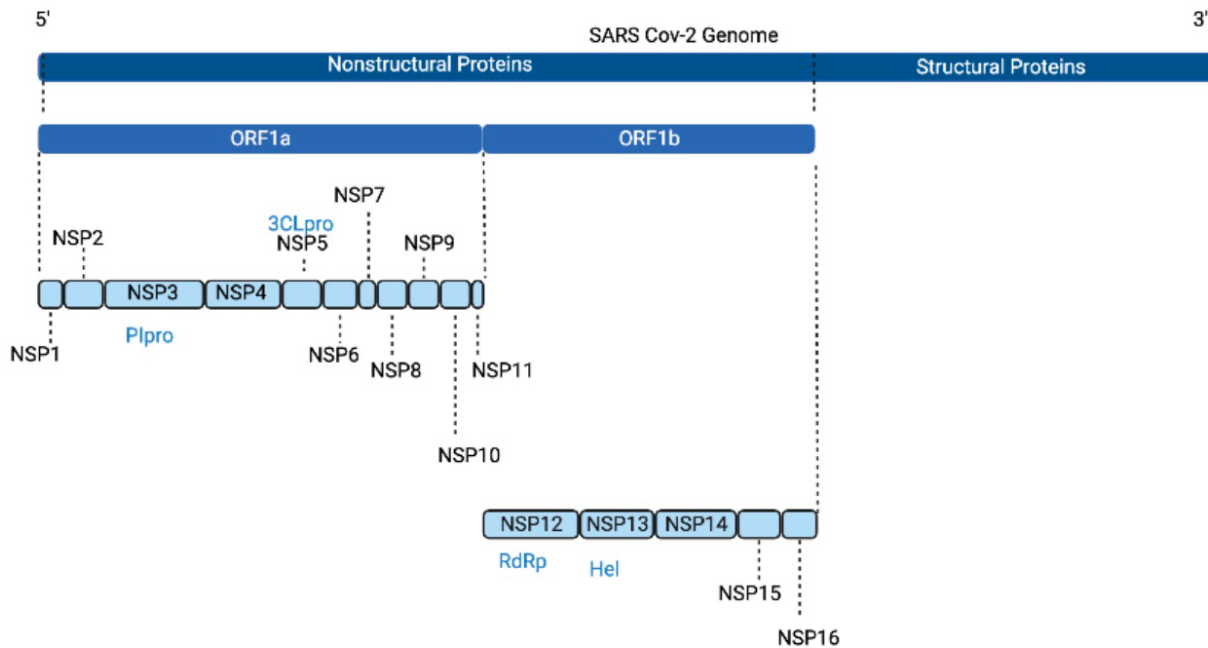 5'
3'
SARS Cov-2 Genome
Nonstructural Proteins
Structural Proteins
ORF1a
ORF1b
NSP7
3CLpro
NSP2
NSP5
NSP9
NSP3
NSP4
PIpro
NSP1
NSP6
NSP8
NSP11
NSP10
NSP12
NSP13
NSP14
RdRp
Hel
NSP15
NSP16